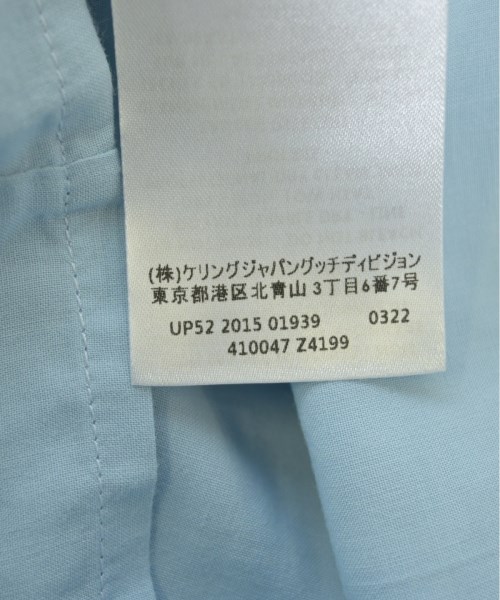 (株)ケリングジャパングッチディビジョン
東京都港区北青山 3丁目6番7号
UP52 2015 01939 0322
410047 Z4199